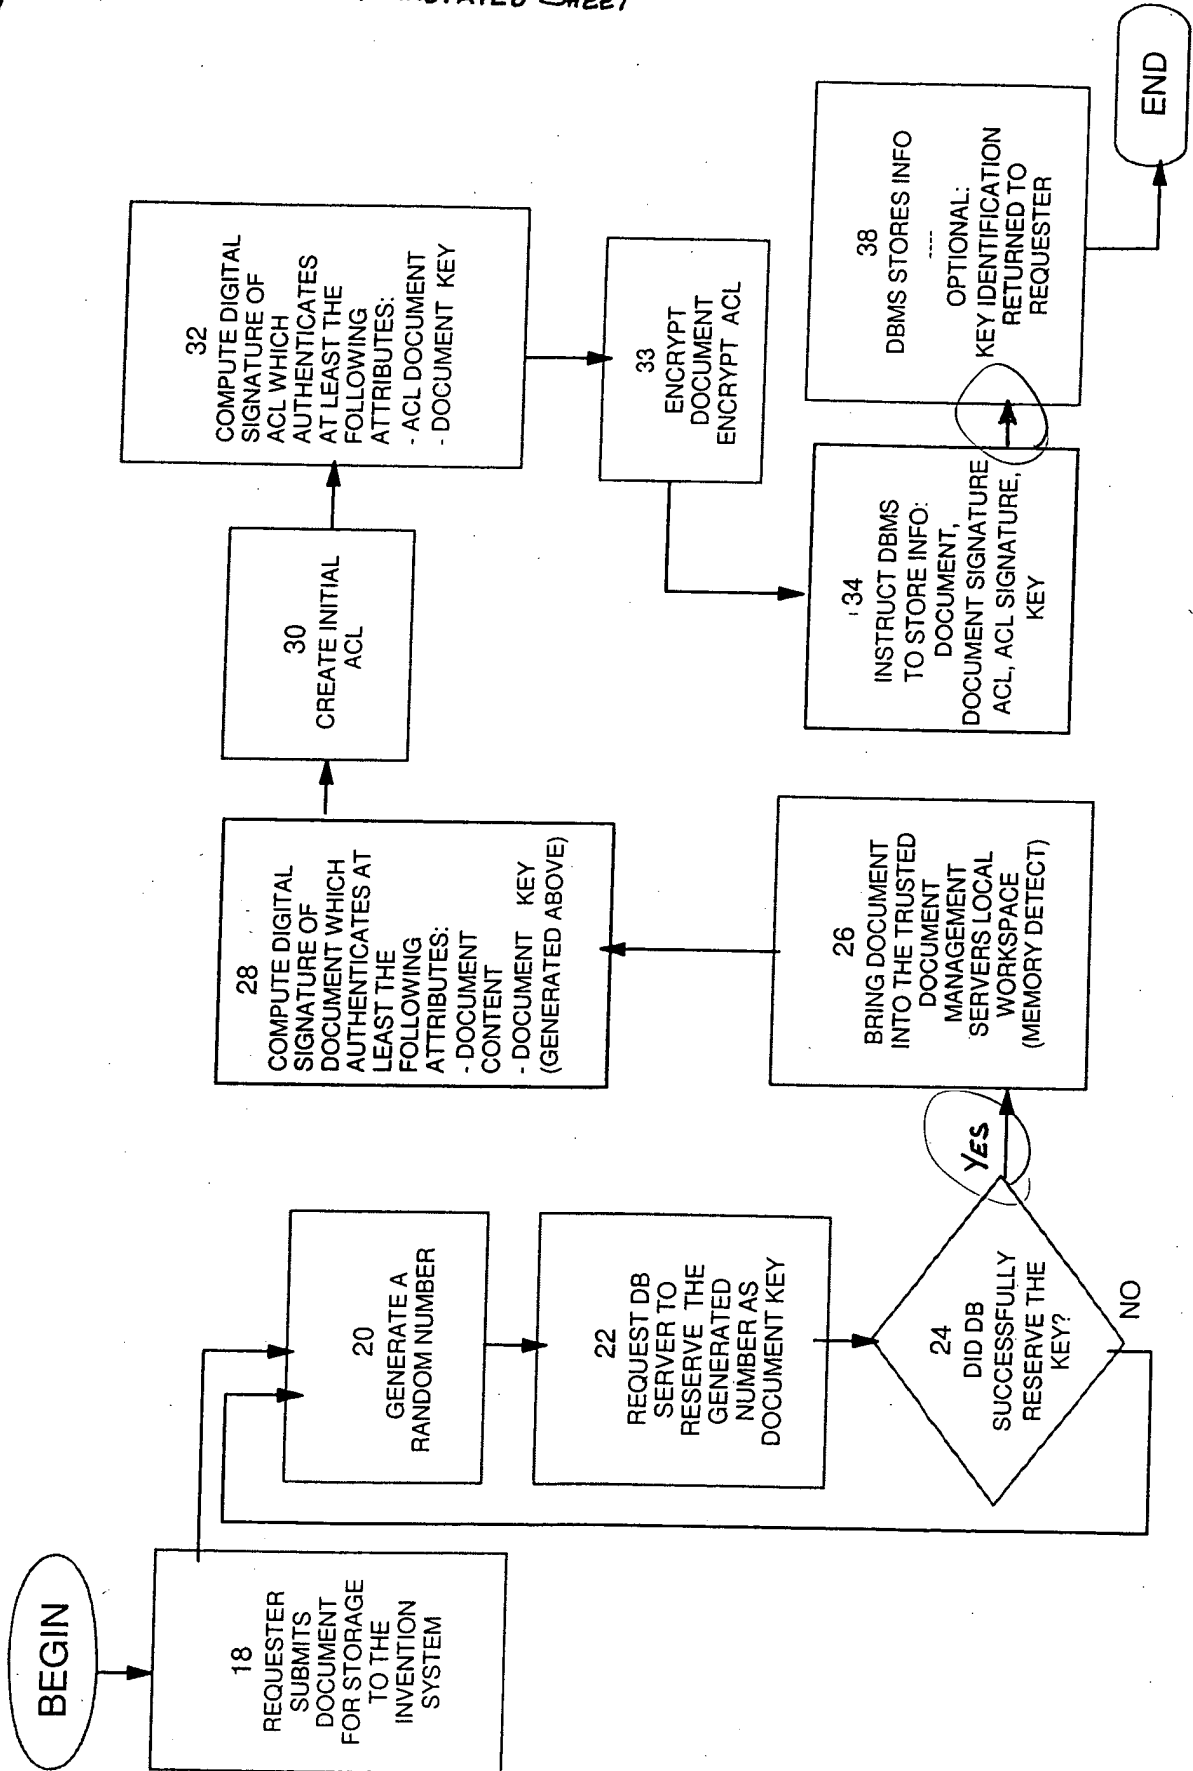 ANNOTATED SHEET
BEGIN
18
REQUESTER
SUBMITS
DOCUMENT
FOR STORAGE
TO THE
INVENTION
SYSTEM
20
GENERATE A
RANDOM NUMBER
22
REQUEST DB
SERVER TO
RESERVE THE
GENERATED
NUMBER AS
DOCUMENT KEY
24
DID DB
SUCCESSFULLY
RESERVE THE
KEY?
NO
YES
26
BRING DOCUMENT
INTO THE TRUSTED
DOCUMENT
MANAGEMENT
SERVERS LOCAL
WORKSPACE
(MEMORY DETECT)
28
COMPUTE DIGITAL
SIGNATURE OF
DOCUMENT WHICH
AUTHENTICATES AT
LEAST THE
FOLLOWING
ATTRIBUTES:
- DOCUMENT
CONTENT
- DOCUMENT KEY
(GENERATED ABOVE)
30
CREATE INITIAL
ACL
32
COMPUTE DIGITAL
SIGNATURE OF
ACL WHICH
AUTHENTICATES
AT LEAST THE
FOLLOWING
ATTRIBUTES:
- ACL DOCUMENT
- DOCUMENT KEY
33
ENCRYPT
DOCUMENT
ENCRYPT ACL
34
INSTRUCT DBMS
TO STORE INFO:
DOCUMENT,
DOCUMENT SIGNATURE
ACL, ACL SIGNATURE,
KEY
38
DBMS STORES INFO
----
OPTIONAL:
KEY IDENTIFICATION
RETURNED TO
REQUESTER
END